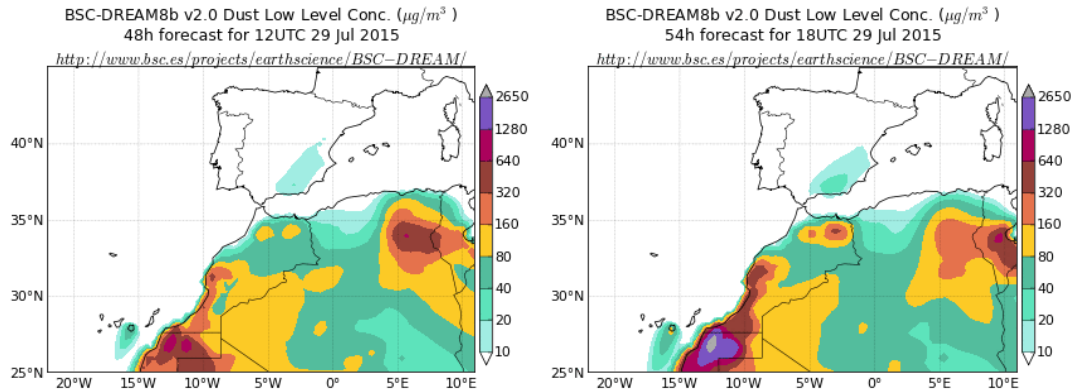 BSC-DREAM8b v2.0 Dust Low Level Conc. (μg/m³ )
48h forecast for 12UTC 29 Jul 2015
http://www.bsc.es/projects/earthscience/BSC−DREAM/
2650
1280
640
320
160
80
40
20
10
40°N
35°N
30°N
25°N
20°W 15°W 10°W 5°W 0°E 5°E 10°E
BSC-DREAM8b v2.0 Dust Low Level Conc. (μg/m³ )
54h forecast for 18UTC 29 Jul 2015
http://www.bsc.es/projects/earthscience/BSC−DREAM/
2650
1280
640
320
160
80
40
20
10
40°N
35°N
30°N
25°N
20°W 15°W 10°W 5°W 0°E 5°E 10°E